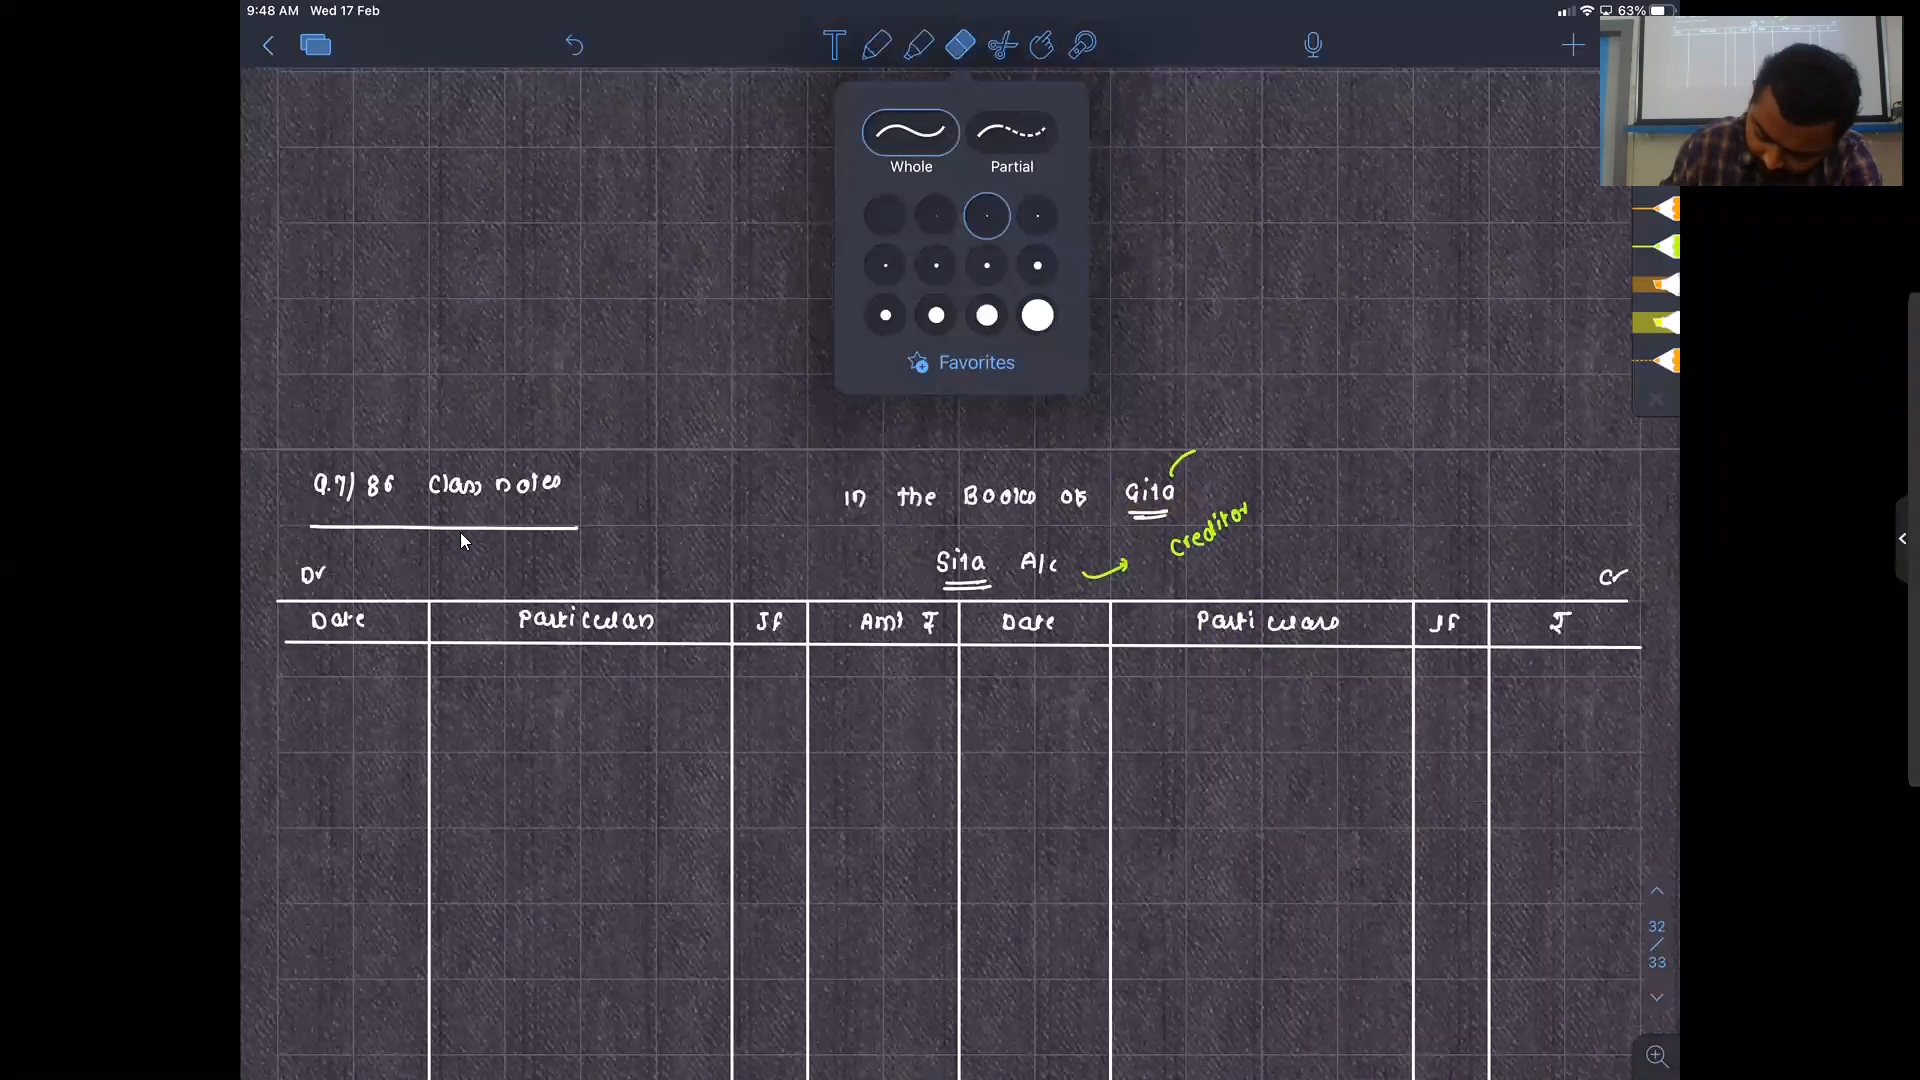 9:48 AM Wed 17 Feb
63%
Whole
Partial
Favorites
Q.7/86 Class notes
In the Books of Gita
Creditor
Sita A/c
Dr
Cr
Date Particulars JF Amt ₹ Date Particulars JF ₹
32
33